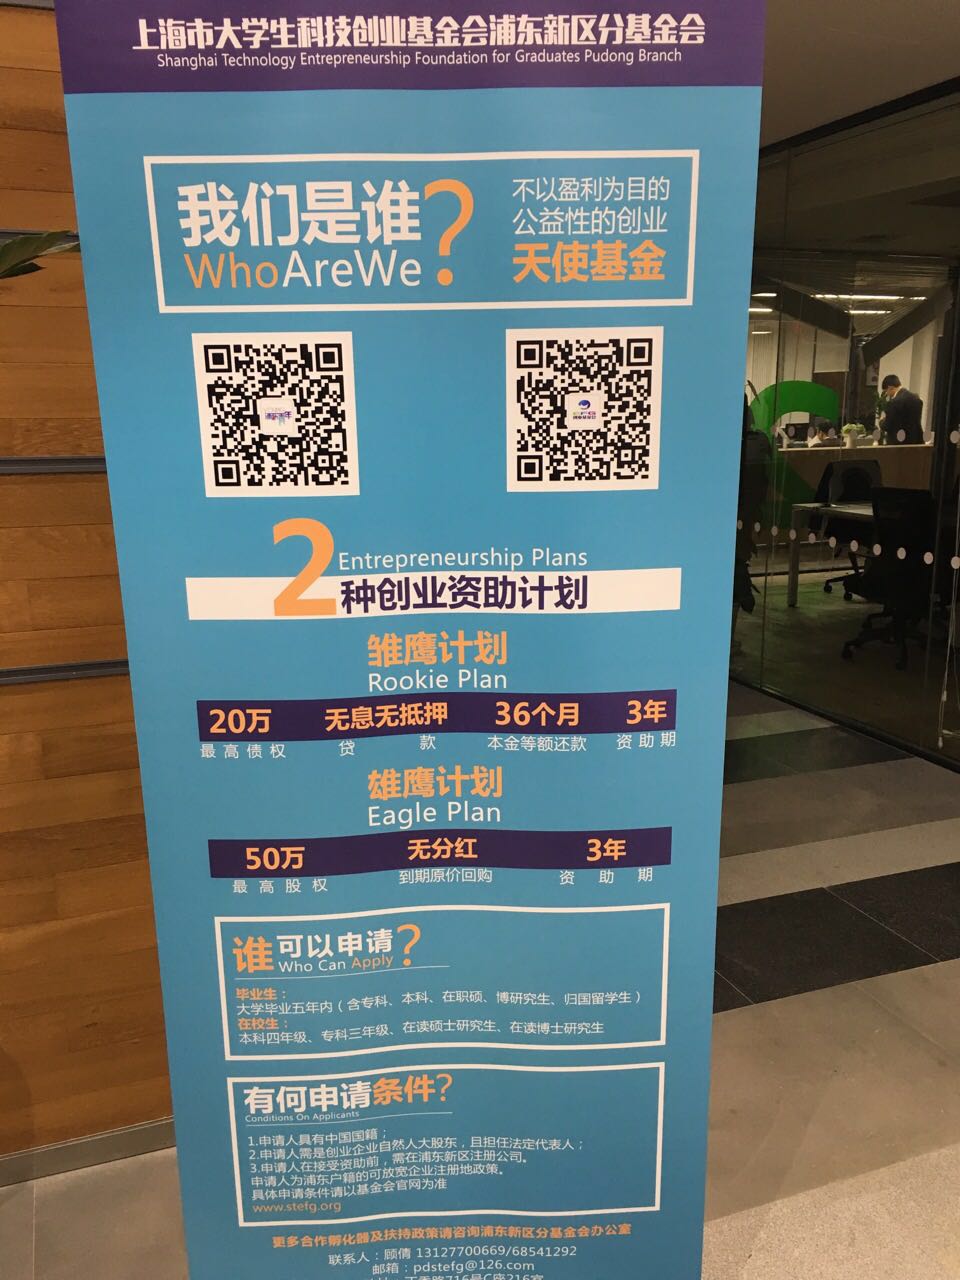 上海市大学生科技创业基金会浦东新区分基金会
Shanghai Technology Entrepreneurship Foundation for Graduates Pudong Branch
我们是谁?
WhoAreWe
不以盈利为目的
公益性的创业
天使基金
创业基金会
2
Entrepreneurship Plans
种创业资助计划
雏鹰计划
Rookie Plan
20万 无息无抵押 36个月 3年
最高债权 贷款 本金等额还款 资助期
雄鹰计划
Eagle Plan
50万 无分红 3年
最高股权 到期原价回购 资助期
谁可以申请?
Who Can Apply
毕业生：
大学毕业五年内（含专科、本科、在职硕、博研究生、归国留学生）
在校生：
本科四年级、专科三年级、在读硕士研究生、在读博士研究生
有何申请条件?
Conditions On Applicants
1.申请人具有中国国籍；
2.申请人需是创业企业自然人大股东，且担任法定代表人；
3.申请人在接受资助前，需在浦东新区注册公司。
申请人为浦东户籍的可放宽企业注册地政策。
具体申请条件请以基金会官网为准
www.stefg.org
更多合作孵化器及扶持政策请咨询浦东新区分基金会办公室
联系人：顾倩 13127700669/68541292
邮箱：pdstefg@126.com
716号C座216室